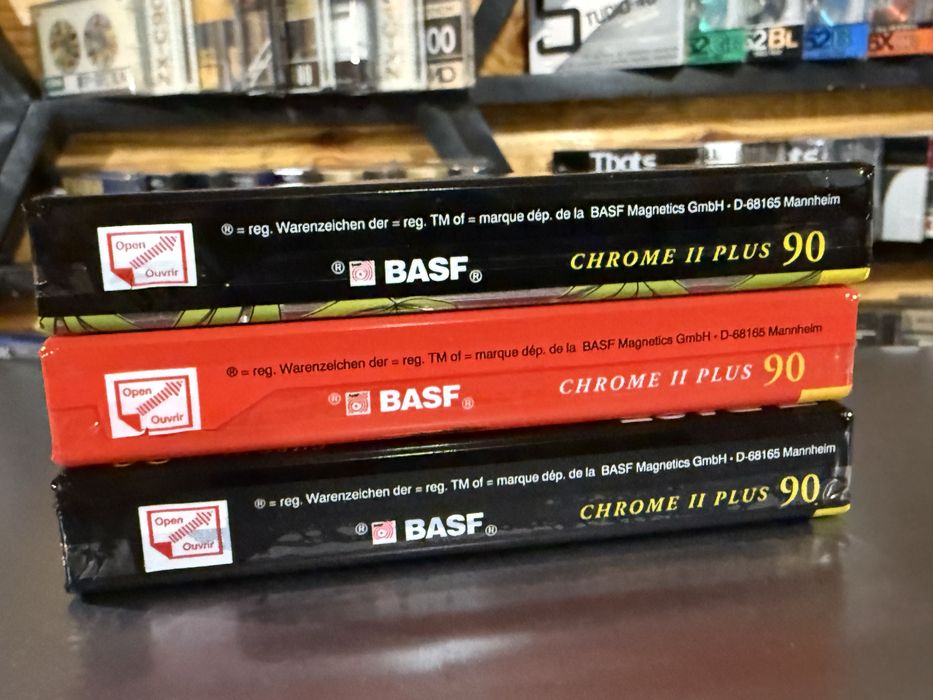 00
STUDIO
52BL
Open
Ouvrir
® = reg. Warenzeichen der = reg. TM of = marque dép. de la BASF Magnetics GmbH • D-68165 Mannheim
® BASF ®
CHROME II PLUS 90
Open
Ouvrir
® = reg. Warenzeichen der = reg. TM of = marque dép. de la BASF Magnetics GmbH • D-68165 Mannheim
® BASF ®
CHROME II PLUS 90
Open
Ouvrir
® = reg. Warenzeichen der = reg. TM of = marque dép. de la BASF Magnetics GmbH • D-68165 Mannheim
® BASF ®
CHROME II PLUS 90